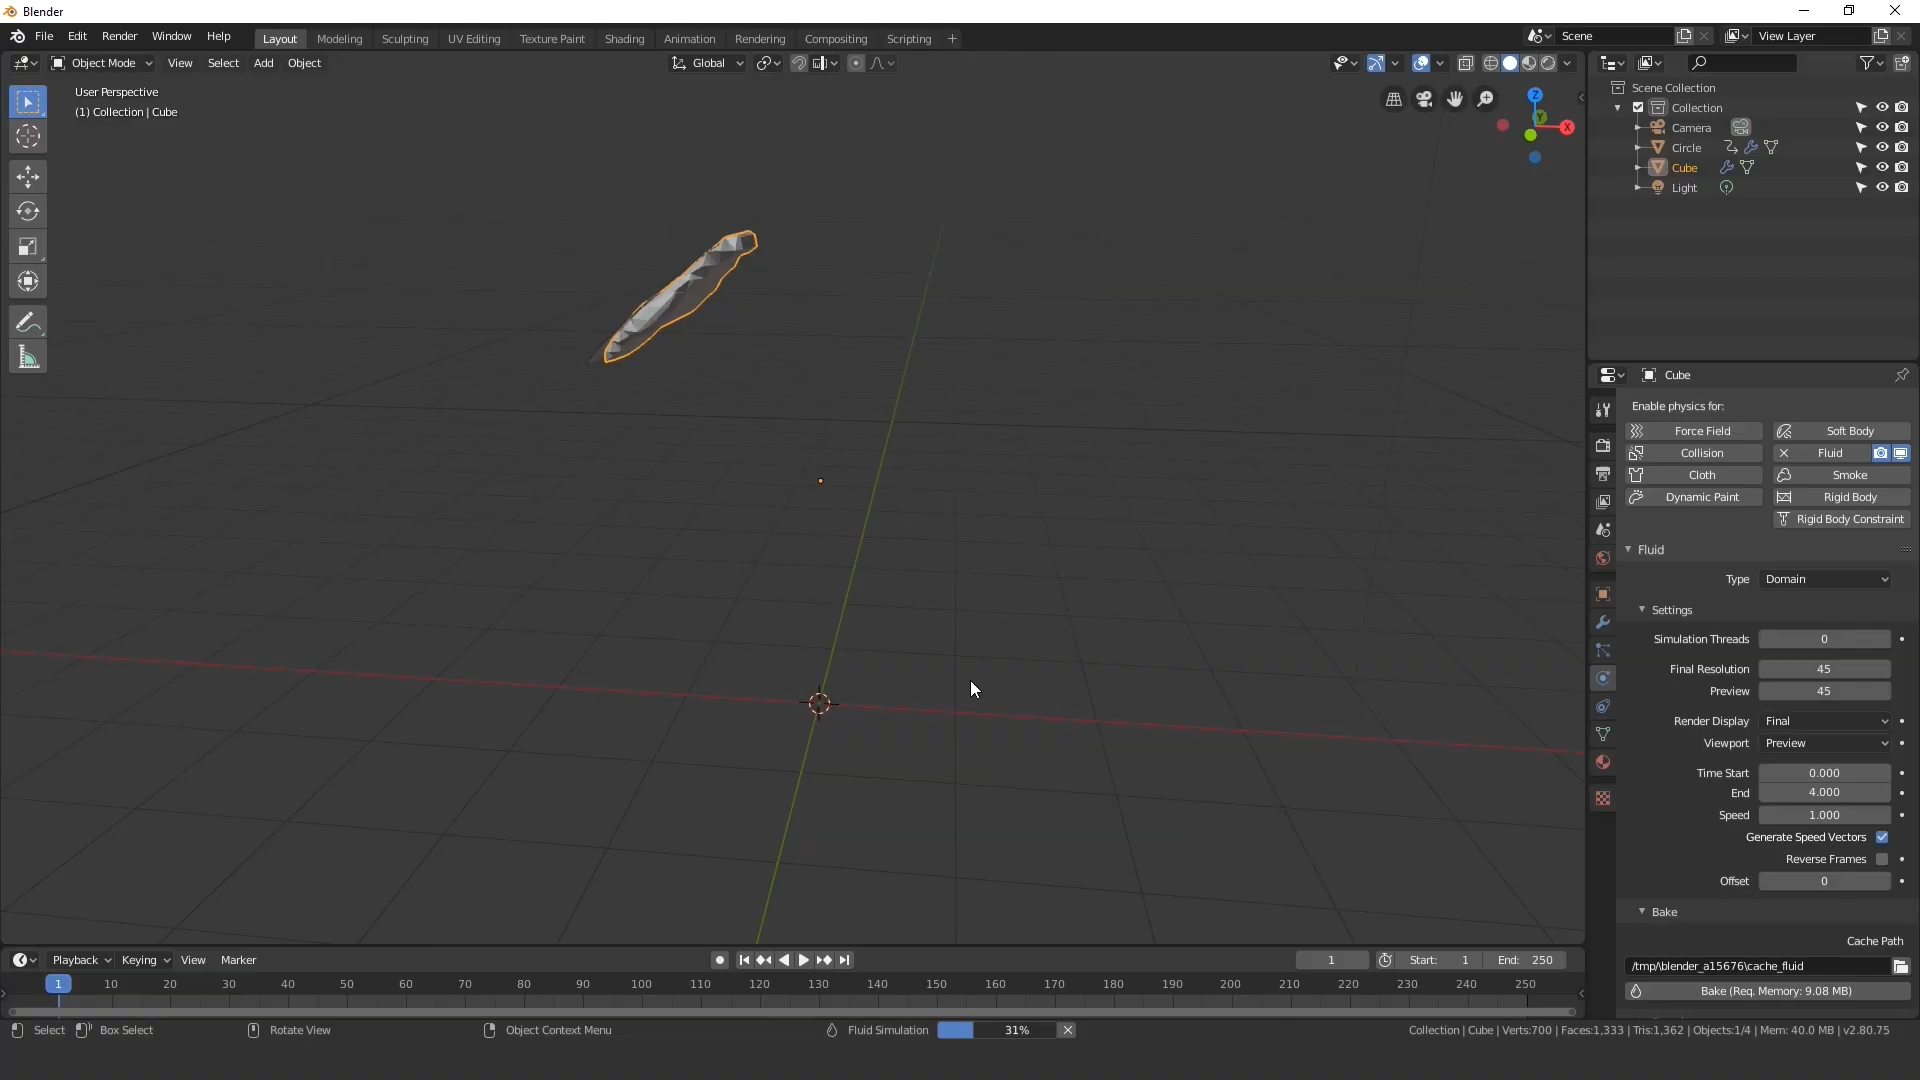 Blender
File Edit Render Window Help Layout Modeling Sculpting UV Editing Texture Paint Shading Animation Rendering Compositing Scripting + Scene View Layer
Object Mode View Select Add Object Global
User Perspective
(1) Collection | Cube
Z
Y
X
Scene Collection
Collection
Camera
Circle
Cube
Light
Cube
Enable physics for:
Force Field Soft Body
Collision Fluid
Cloth Smoke
Dynamic Paint Rigid Body
Rigid Body Constraint
Fluid
Type Domain
Settings
Simulation Threads 0
Final Resolution 45
Preview 45
Render Display Final
Viewport Preview
Time Start 0.000
End 4.000
Speed 1.000
Generate Speed Vectors
Reverse Frames
Offset 0
Bake
Cache Path
/tmp\blender_a15676\cache_fluid
Bake (Req. Memory: 9.08 MB)
Playback Keying View Marker 1 Start: 1 End: 250
1 10 20 30 40 50 60 70 80 90 100 110 120 130 140 150 160 170 180 190 200 210 220 230 240 250
Select Box Select Rotate View Object Context Menu Fluid Simulation 31% Collection | Cube | Verts:700 | Faces:1,333 | Tris:1,362 | Objects:1/4 | Mem: 40.0 MB | v2.80.75